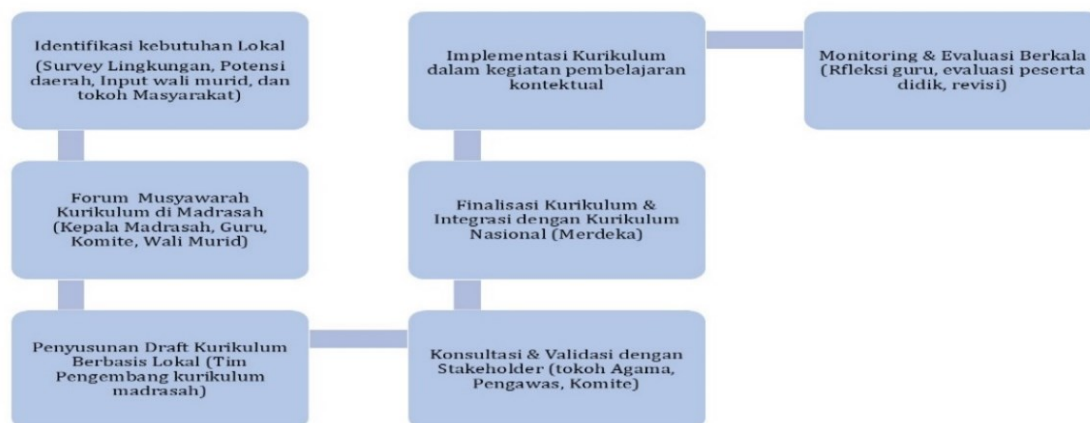 Identifikasi kebutuhan Lokal
(Survey Lingkungan, Potensi
daerah, Input wali murid, dan
tokoh Masyarakat)
Forum Musyawarah
Kurikulum di Madrasah
(Kepala Madrasah, Guru,
Komite, Wali Murid)
Penyusunan Draft Kurikulum
Berbasis Lokal (Tim
Pengembang kurikulum
madrasah)
Konsultasi & Validasi dengan
Stakeholder (tokoh Agama,
Pengawas, Komite)
Finalisasi Kurikulum &
Integrasi dengan Kurikulum
Nasional (Merdeka)
Implementasi Kurikulum
dalam kegiatan pembelajaran
kontektual
Monitoring & Evaluasi Berkala
(Rfleksi guru, evaluasi peserta
didik, revisi)